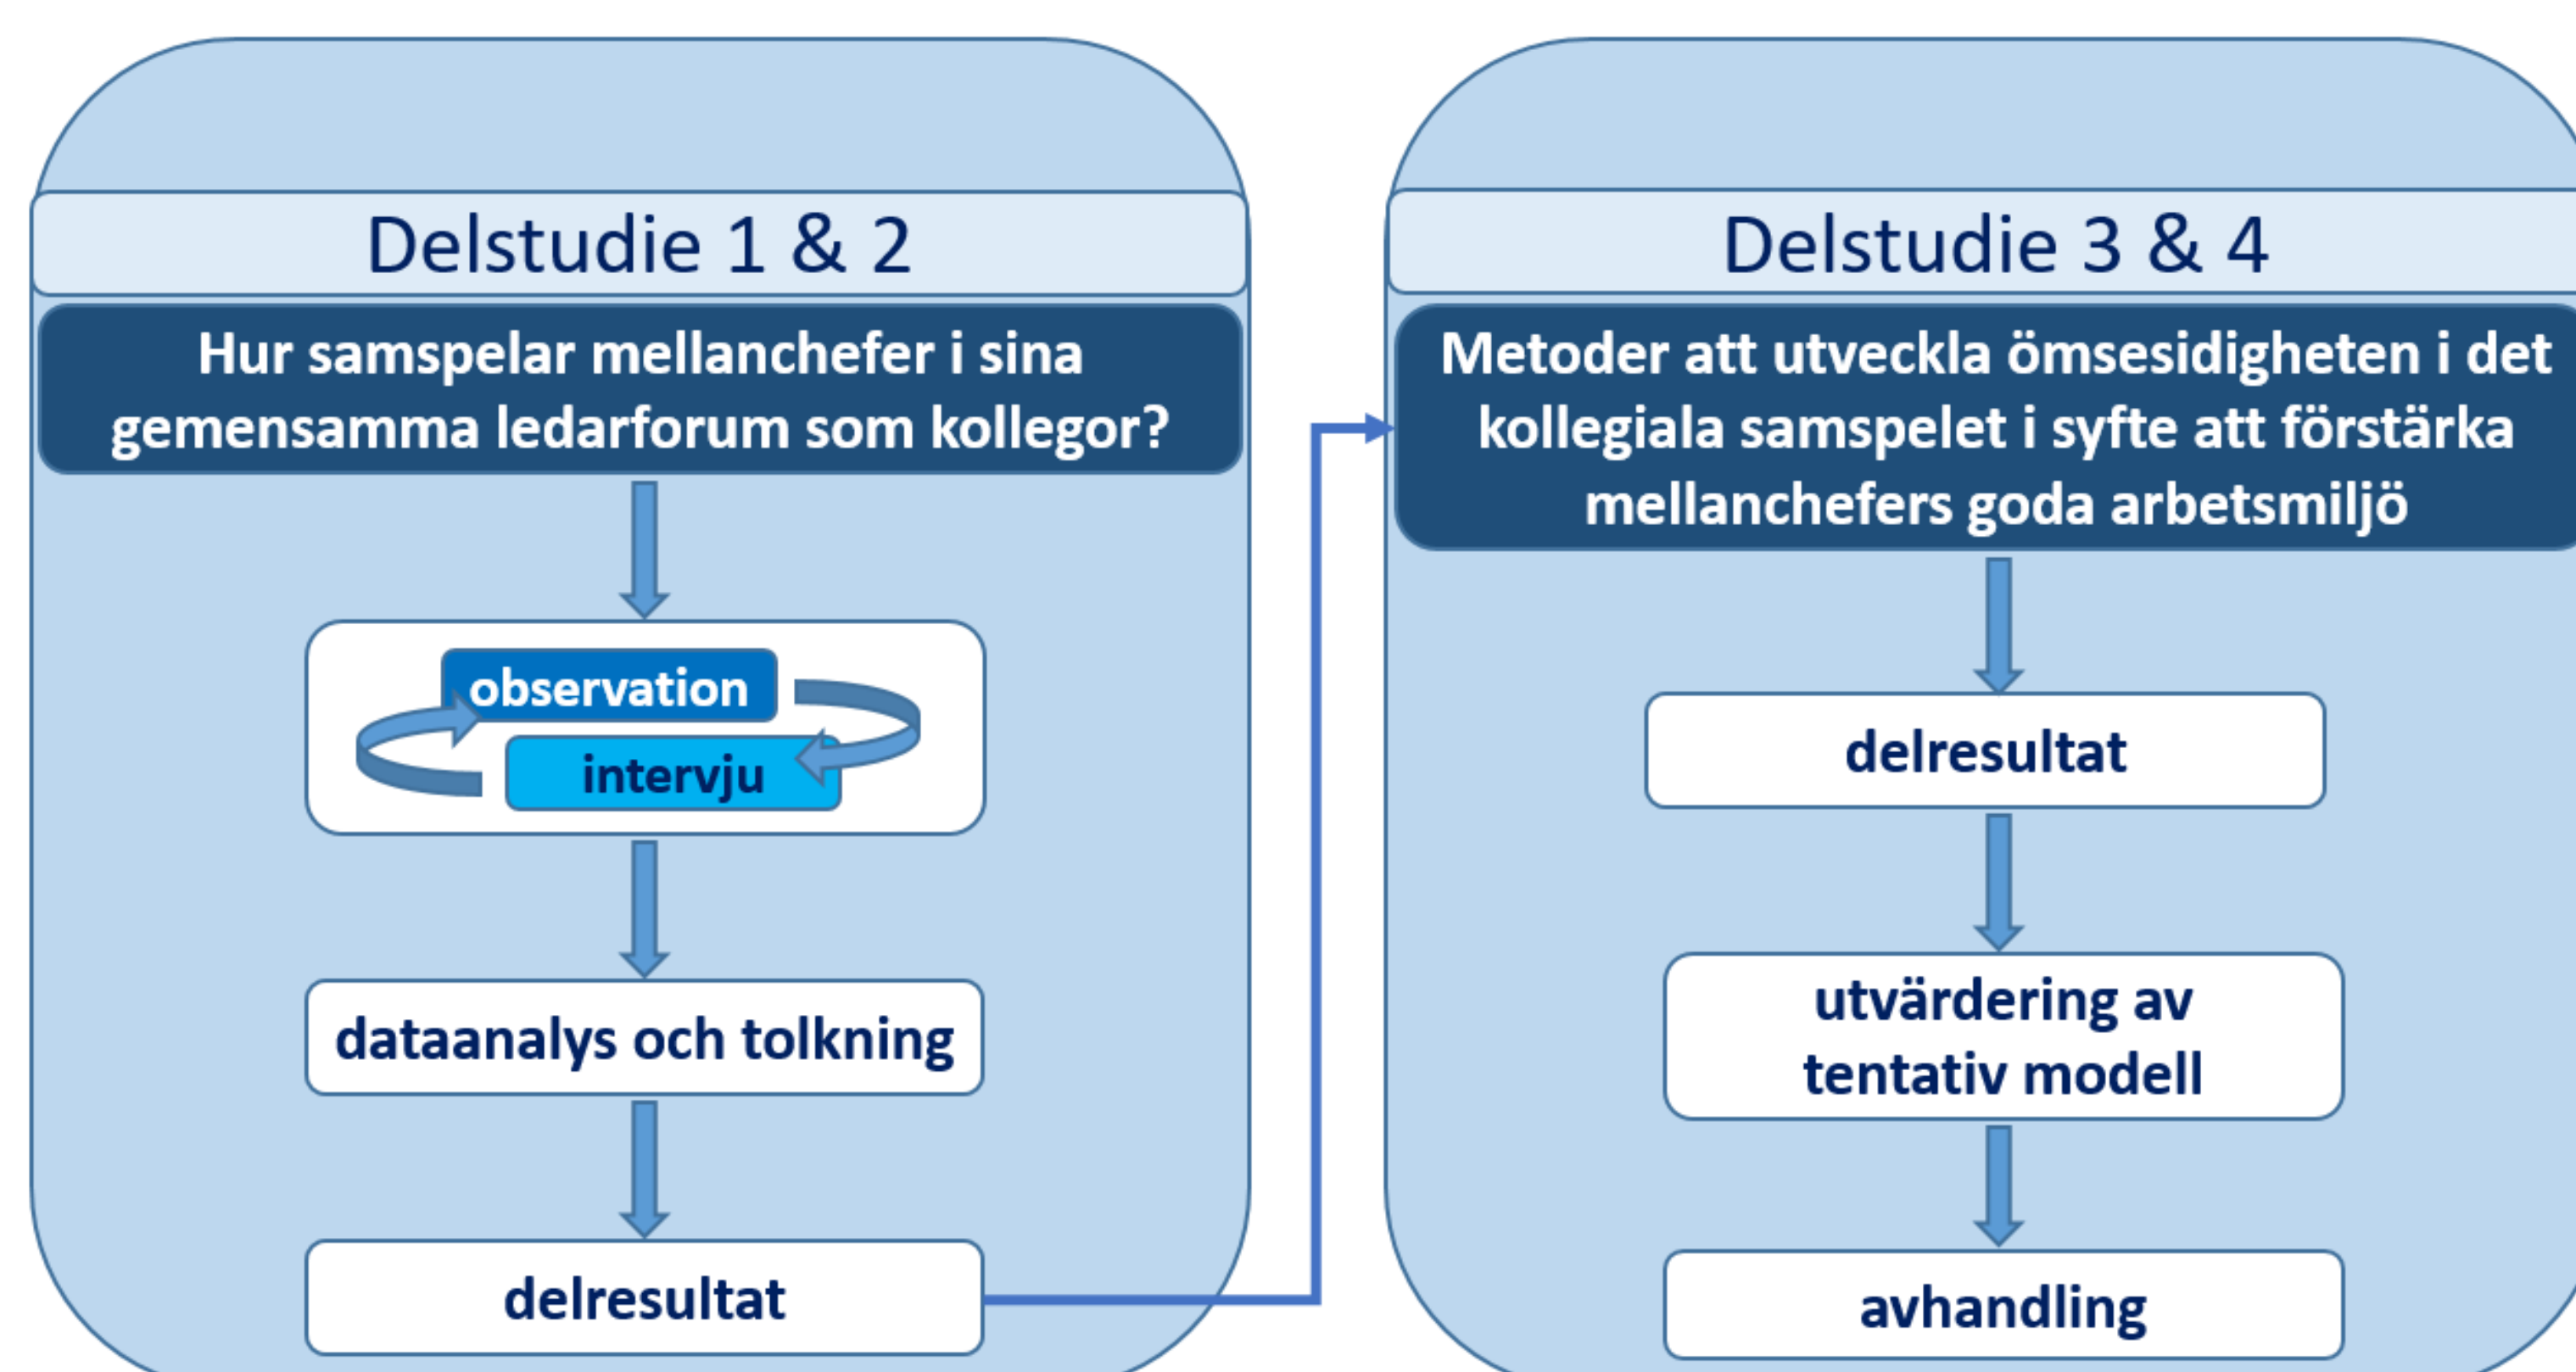 Delstudie 1 & 2
Hur samspelar mellanchefer i sina
gemensamma ledarforum som kollegor?
observation
intervju
dataanalys och tolkning
delresultat
Delstudie 3 & 4
Metoder att utveckla ömsesidigheten i det
kollegiala samspelet i syfte att förstärka
mellanchefers goda arbetsmiljö
delresultat
utvärdering av
tentativ modell
avhandling